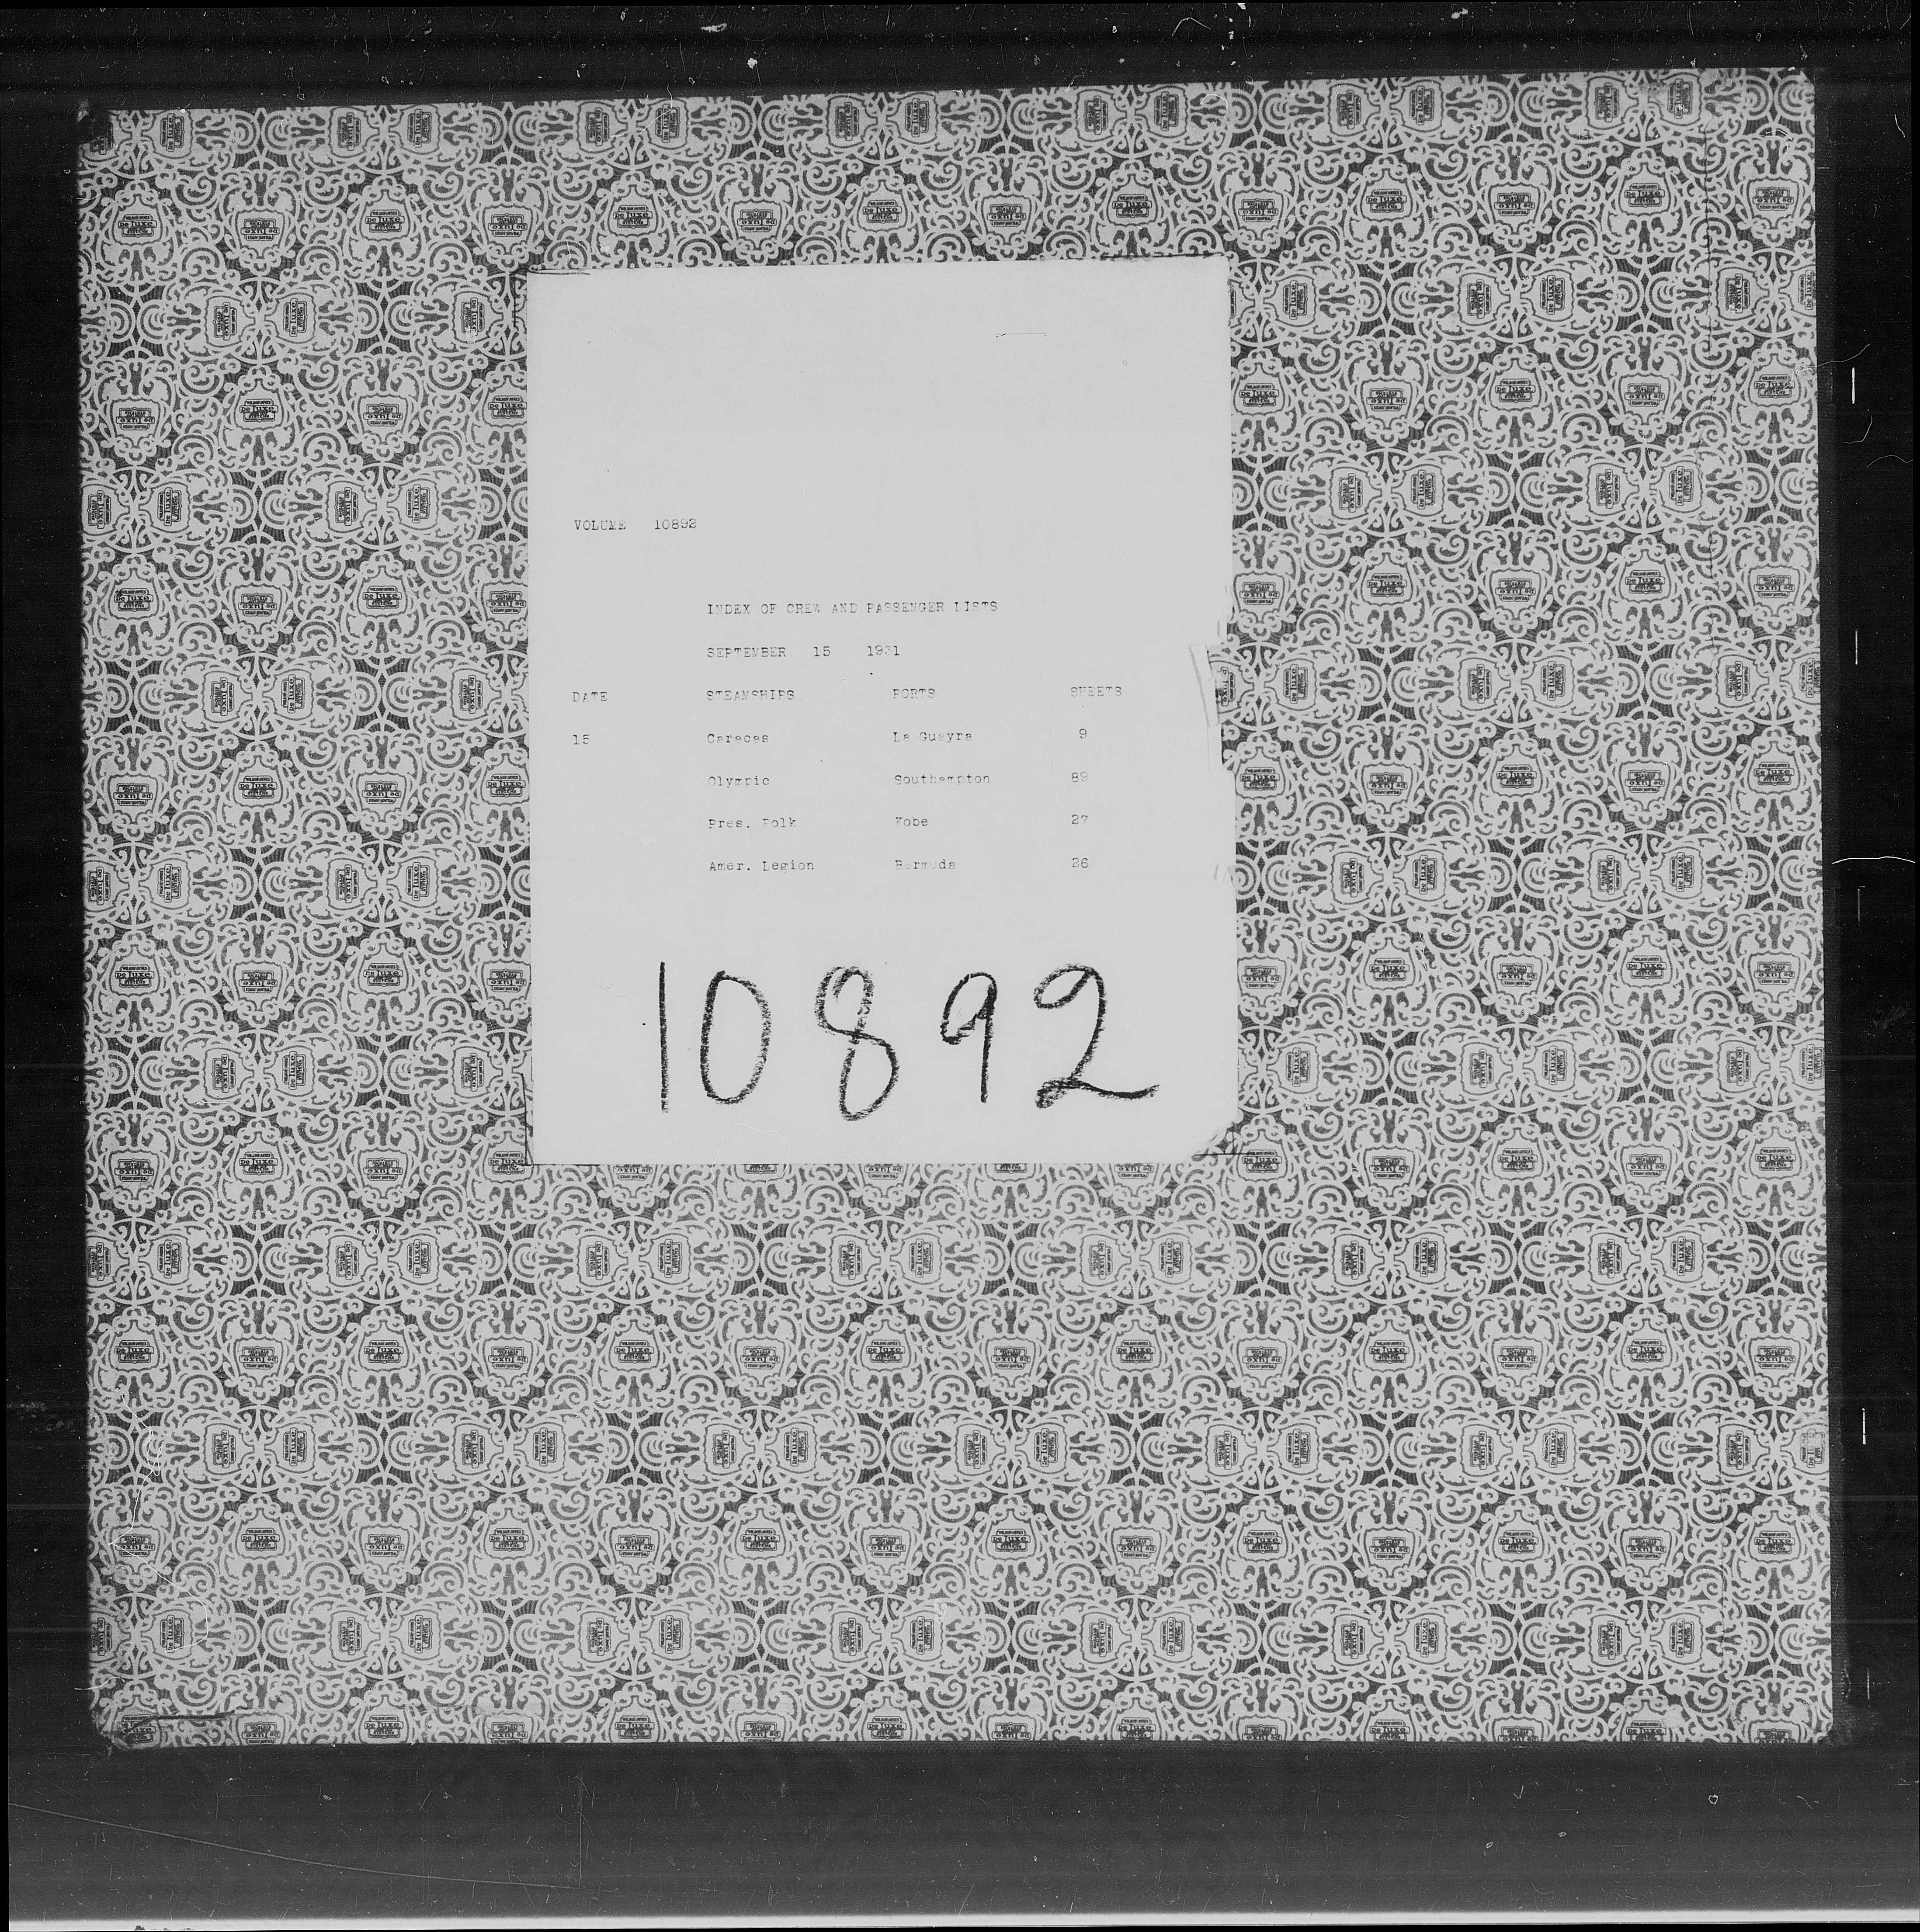 VOLUME 10892
INDEX OF CREW AND PASSENGER LISTS
SEPTEMBER 15 1931
DATE STEAMSHIPS PORTS SHEETS
15 Caracas La Guayra 9
Olympic Southampton 89
Pres. Polk Kobe 27
Amer. Legion Bermuda 26
10892